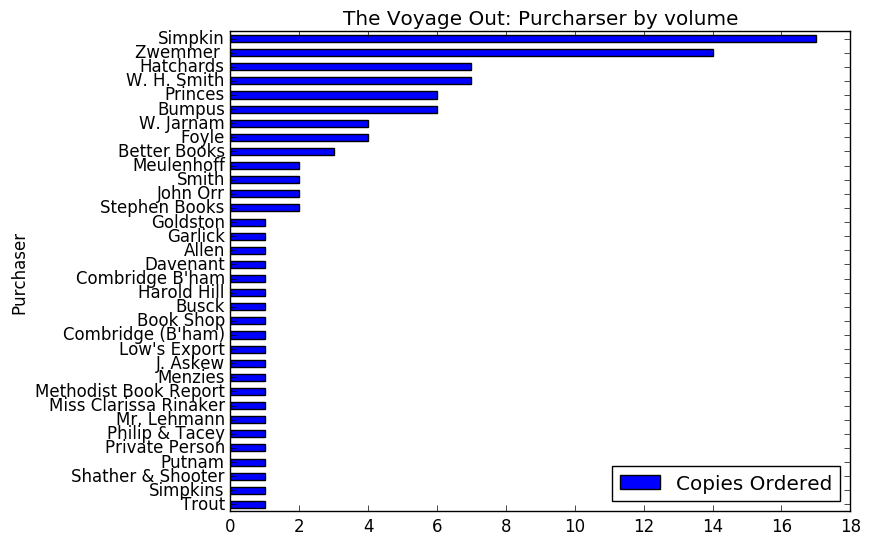 The Voyage Out: Purcharser by volume
Simpkin
Zwemmer
Hatchards
W. H. Smith
Princes
Bumpus
W. Jarnam
Foyle
Better Books
Meulenhoff
Smith
John Orr
Stephen Books
Goldston
Garlick
Allen
Davenant
Combridge B'ham
Harold Hill
Busck
Book Shop
Combridge (B'ham)
Low's Export
J. Askew
Menzies
Methodist Book Report
Miss Clarissa Rinaker
Mr. Lehmann
Philip & Tacey
Private Person
Putnam
Shather & Shooter
Simpkins
Trout
Purchaser
Copies Ordered
0 2 4 6 8 10 12 14 16 18